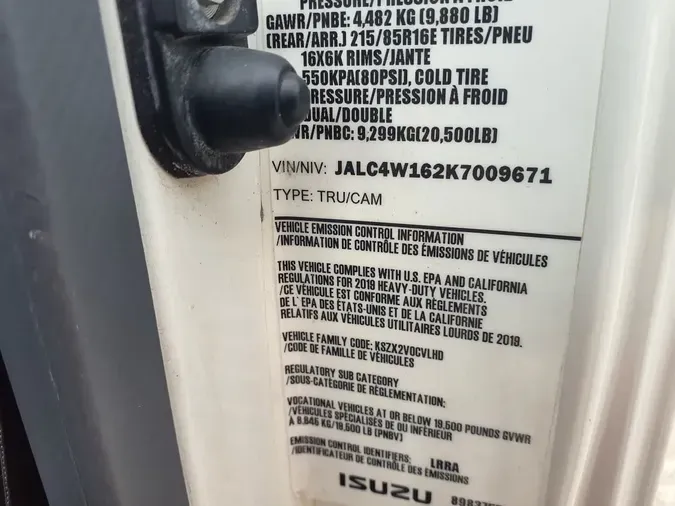 PRESSURE/PRESSION À FROID
GAWR/PNBE: 4,482 KG (9,880 LB)
(REAR/ARR.) 215/85R16E TIRES/PNEU
16X6K RIMS/JANTE
550KPA(80PSI), COLD TIRE
RESSURE/PRESSION À FROID
DUAL/DOUBLE
WR/PNBC: 9,299KG(20,500LB)
VIN/NIV: JALC4W162K7009671
TYPE: TRU/CAM
VEHICLE EMISSION CONTROL INFORMATION
/INFORMATION DE CONTRÔLE DES ÉMISSIONS DE VÉHICULES
THIS VEHICLE COMPLIES WITH U.S. EPA AND CALIFORNIA
REGULATIONS FOR 2019 HEAVY-DUTY VEHICLES.
/CE VÉHICULE EST CONFORME AUX RÈGLEMENTS
DE L' EPA DES ÉTATS-UNIS ET DE LA CALIFORNIE
RELATIFS AUX VÉHICULES UTILITAIRES LOURDS DE 2019.
VEHICLE FAMILY CODE: KSZX2VOCVLHD
/CODE DE FAMILLE DE VÉHICULES
REGULATORY SUB CATEGORY
/SOUS-CATÉGORIE DE RÉGLEMENTATION:
VOCATIONAL VEHICLES AT OR BELOW 19,500 POUNDS GVWR
/VÉHICULES SPÉCIALISÉS DE OU INFÉRIEUR
À 8,845 KG/19,500 LB (PNBV)
EMISSION CONTROL IDENTIFIERS: LRRA
/IDENTIFICATEUR DE CONTRÔLE DES ÉMISSIONS
ISUZU 89827